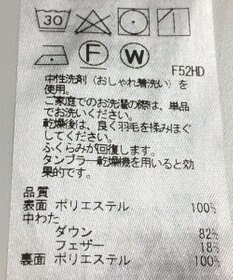 30
F W
F52HD
中性洗剤（おしゃれ着洗い）を
使用。
ご家庭でのお洗濯の際は、単品
でお洗いください。
乾燥後は、良く羽毛を揉みほぐ
してください。
ふくらみが回復します。
タンブラー乾燥機を用いると効
果的です。
品質
表面 ポリエステル 100%
中わた
ダウン 82%
フェザー 18%
裏面 ポリエステル 100%